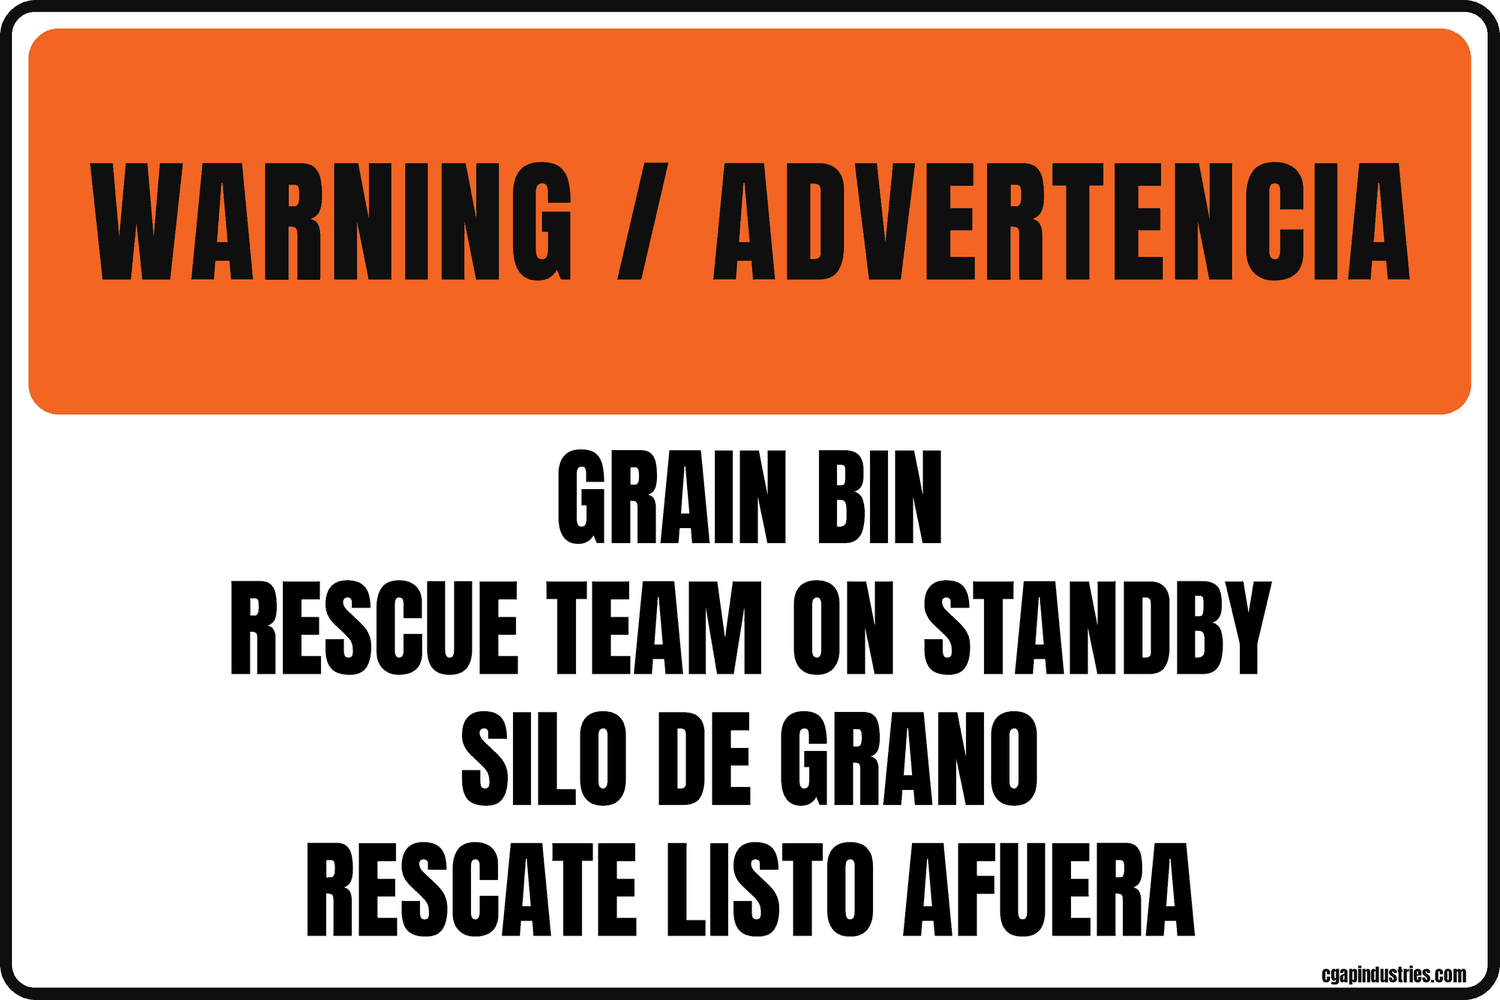 WARNING / ADVERTENCIA
GRAIN BIN
RESCUE TEAM ON STANDBY
SILO DE GRANO
RESCATE LISTO AFUERA
cgapindustries.com